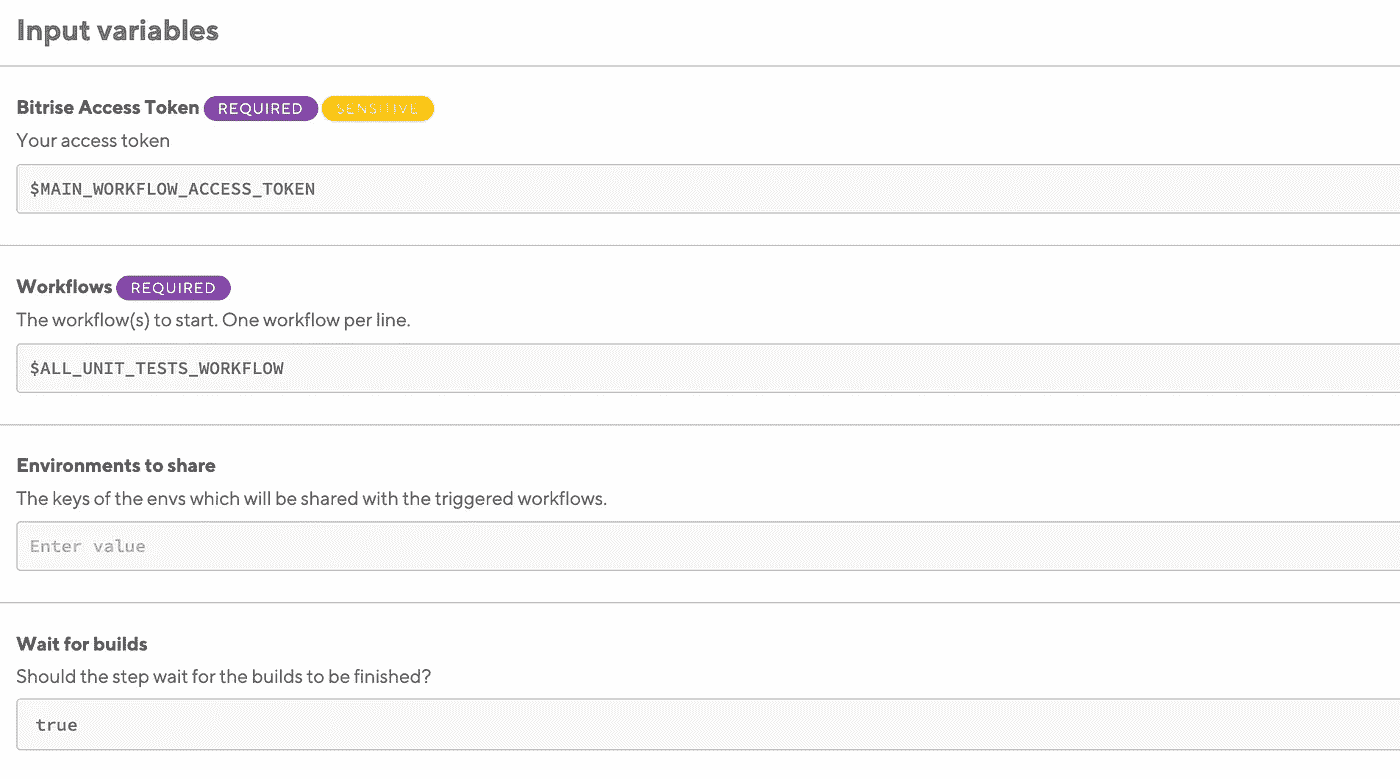 Input variables
Bitrise Access Token REQUIRED SENSITIVE
Your access token
$MAIN_WORKFLOW_ACCESS_TOKEN
Workflows REQUIRED
The workflow(s) to start. One workflow per line.
$ALL_UNIT_TESTS_WORKFLOW
Environments to share
The keys of the envs which will be shared with the triggered workflows.
Enter value
Wait for builds
Should the step wait for the builds to be finished?
true